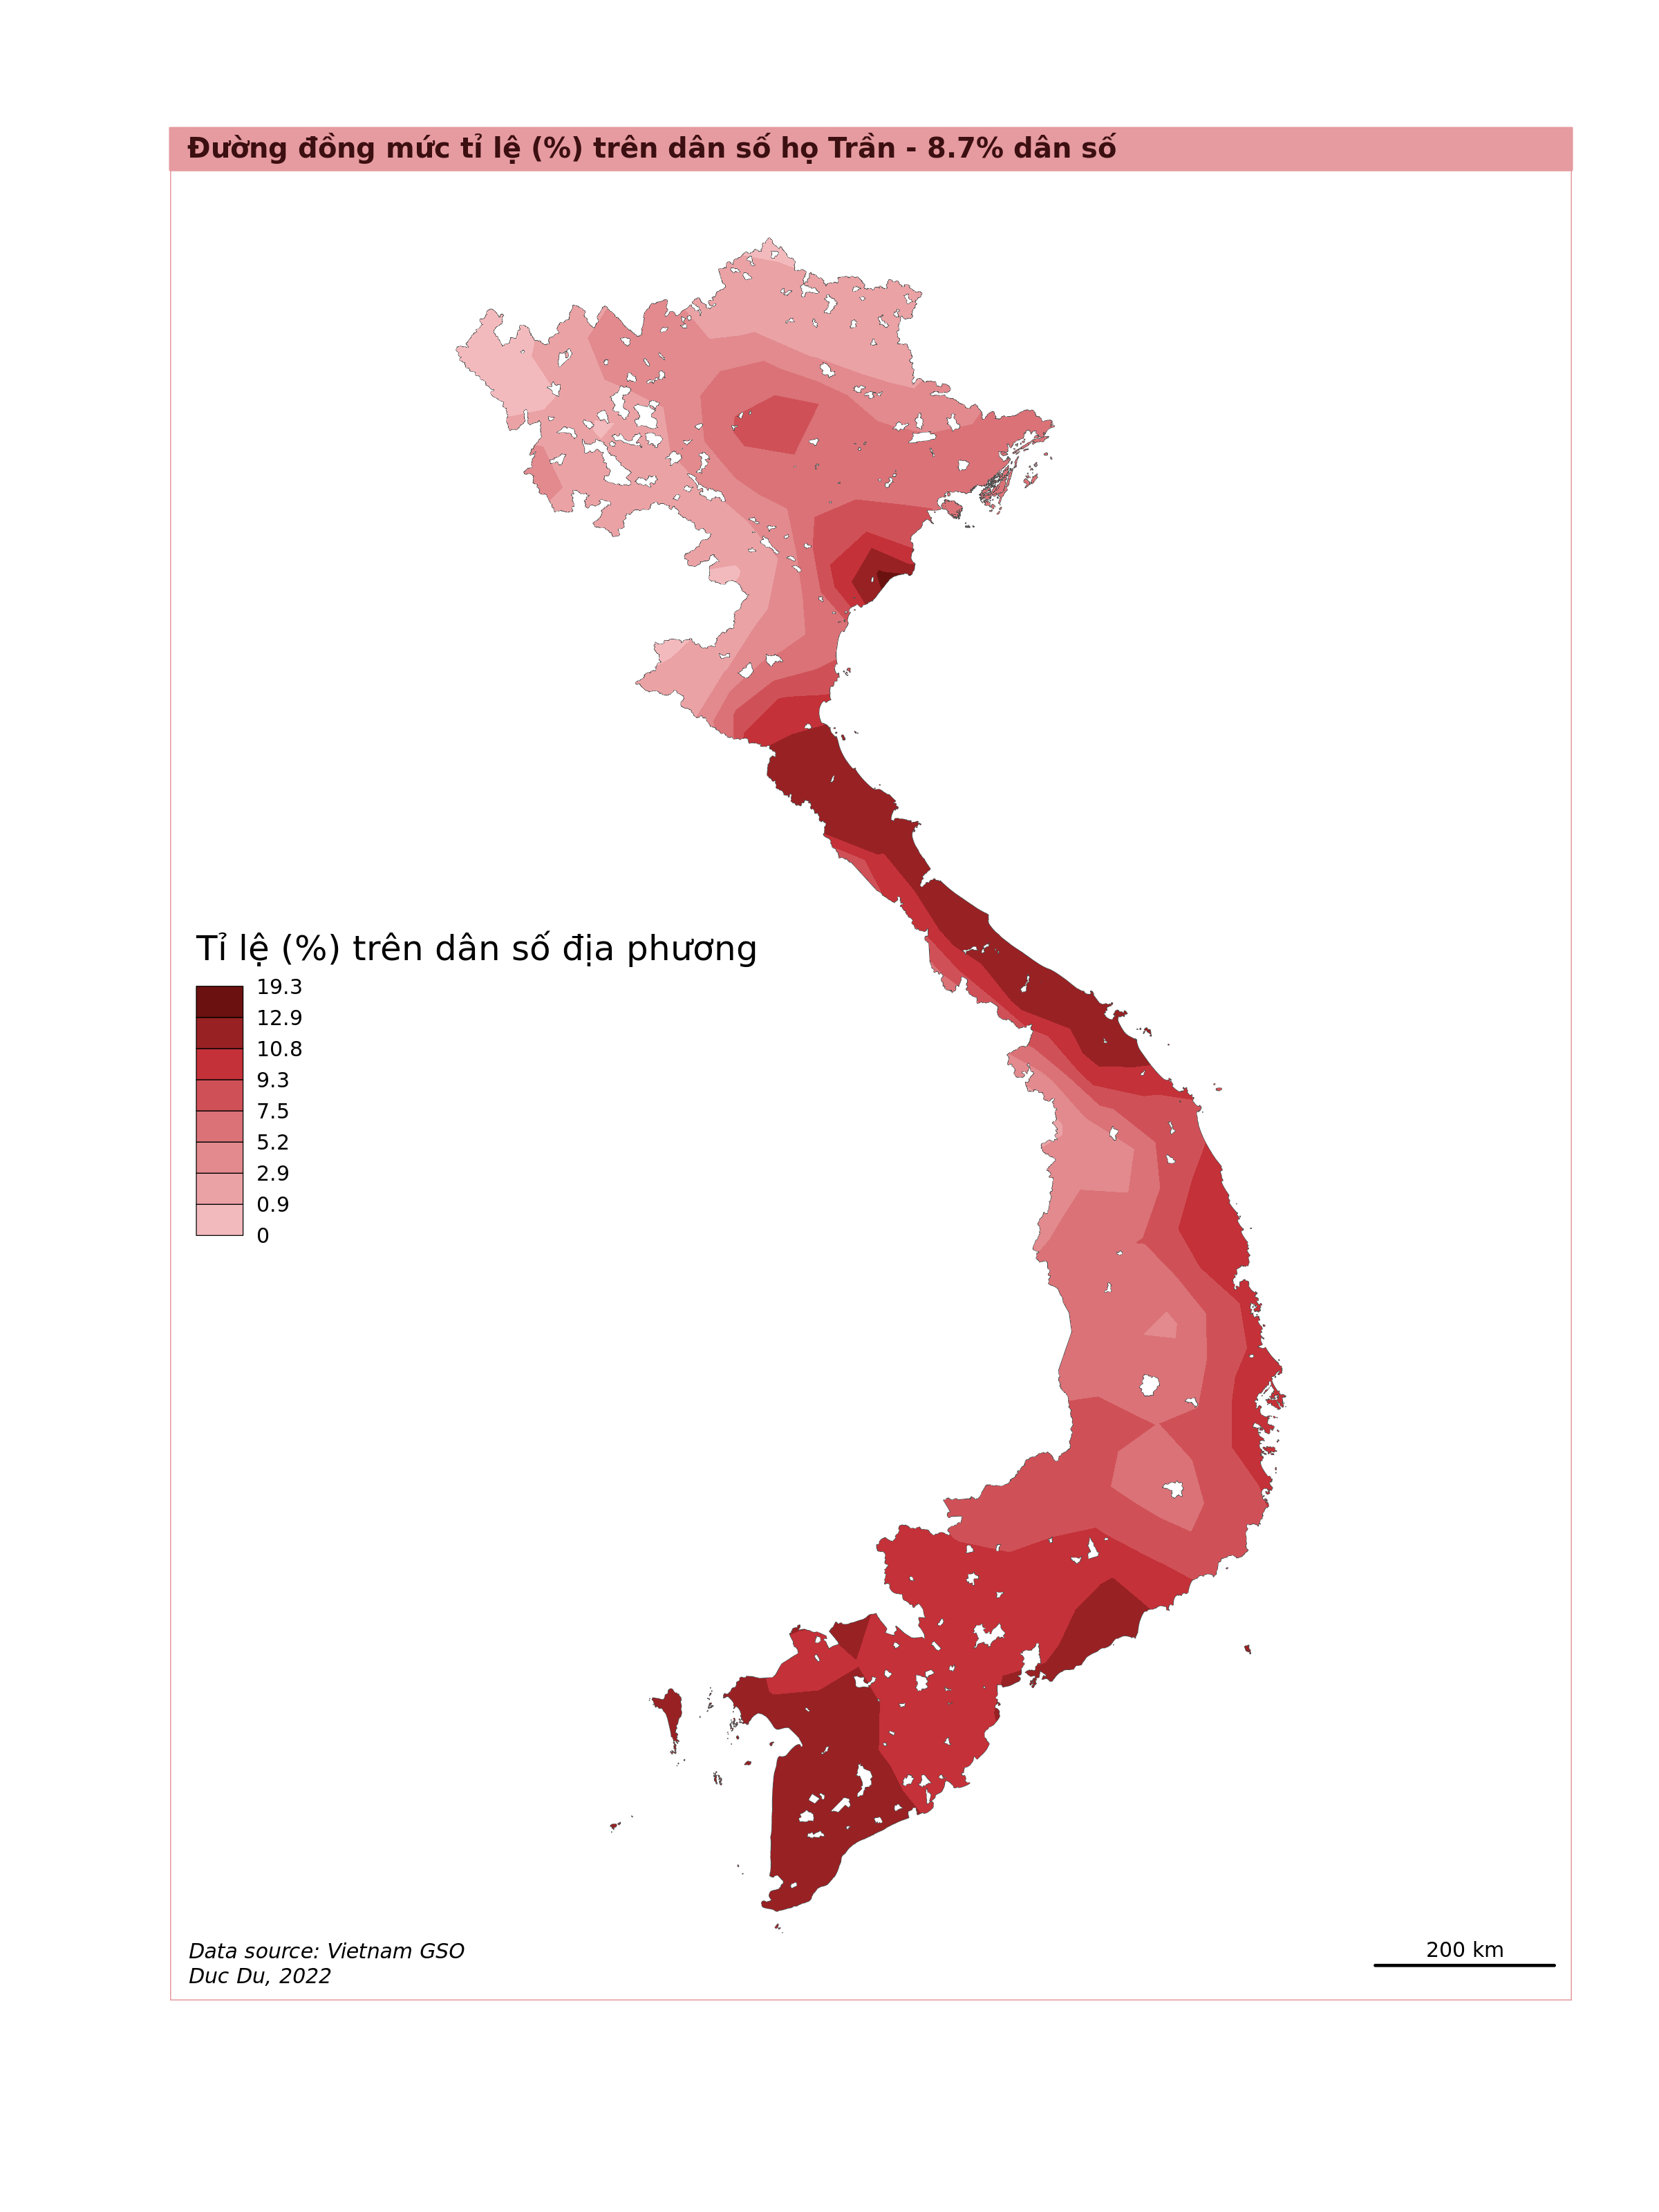 Đường đồng mức tỉ lệ (%) trên dân số họ Trần - 8.7% dân số
Tỉ lệ (%) trên dân số địa phương
19.3
12.9
10.8
9.3
7.5
5.2
2.9
0.9
0
Data source: Vietnam GSO
Duc Du, 2022
200 km